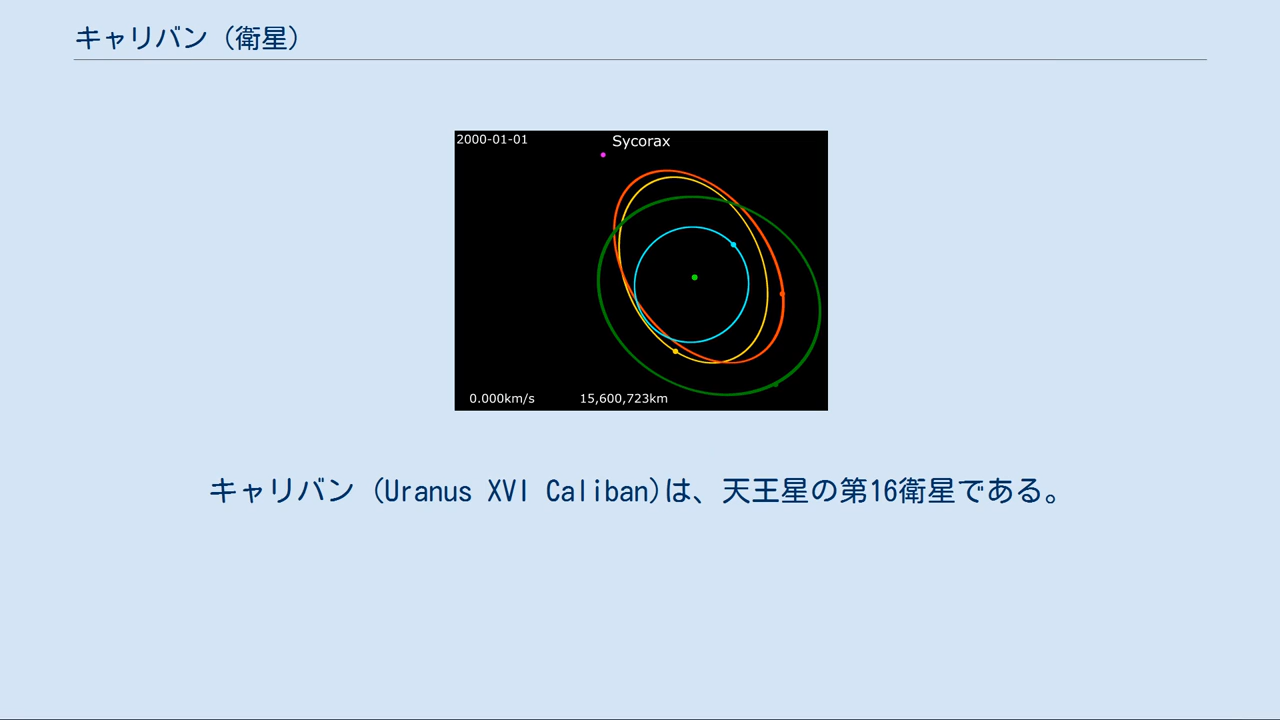 キャリバン（衛星）
2000-01-01
Sycorax
0.000km/s
15,600,723km
キャリバン (Uranus XVI Caliban)は、天王星の第16衛星である。